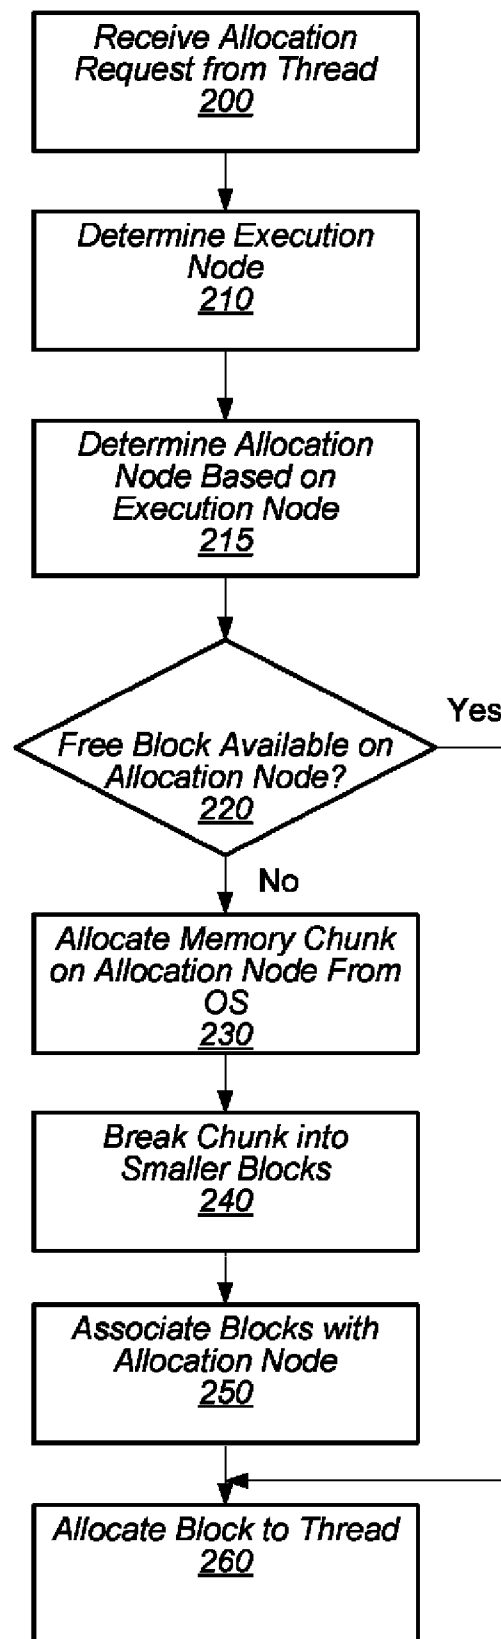 Receive Allocation
Request from Thread
200
Determine Execution
Node
210
Determine Allocation
Node Based on
Execution Node
215
Yes
Free Block Available on
Allocation Node?
220
No
Allocate Memory Chunk
on Allocation Node From
OS
230
Break Chunk into
Smaller Blocks
240
Associate Blocks with
Allocation Node
250
Allocate Block to Thread
260